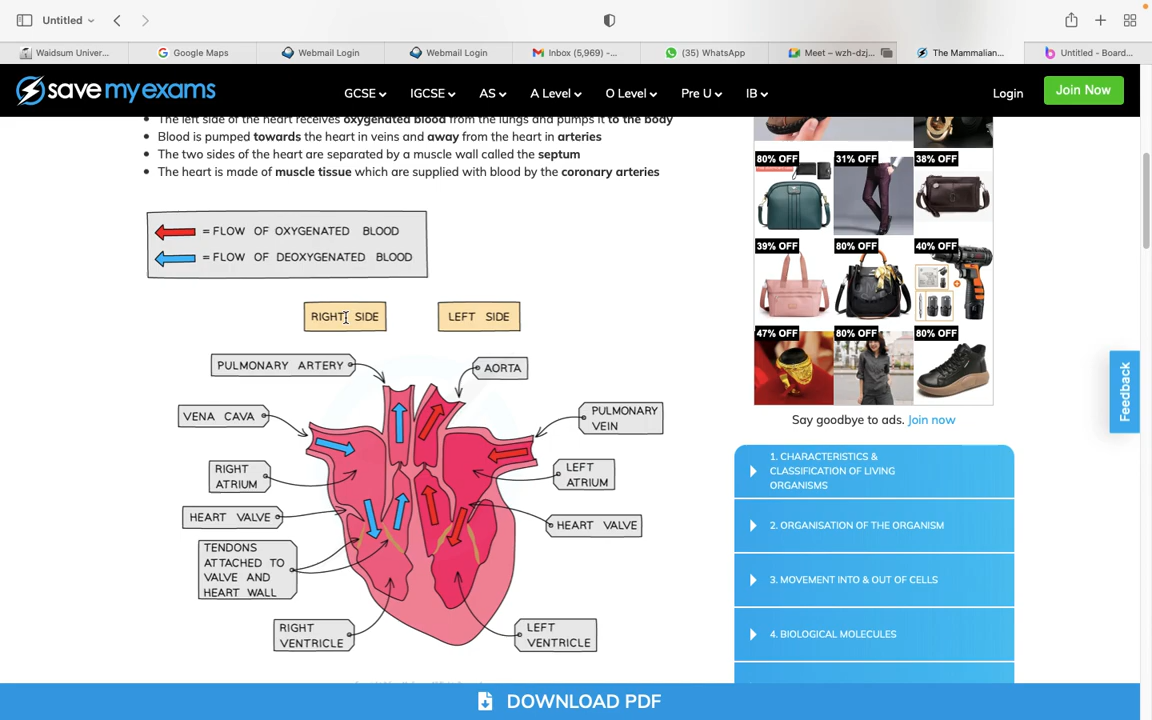 Untitled
Waidsum Univer...
Google Maps
Webmail Login
Webmail Login
Inbox (5,969) -...
(35) WhatsApp
Meet – wzh-dzj...
The Mammalian...
Untitled - Board...
save my exams
GCSE
IGCSE
AS
A Level
O Level
Pre U
IB
Login
Join Now
The left side of the heart receives oxygenated blood from the lungs and pumps it to the body
Blood is pumped towards the heart in veins and away from the heart in arteries
The two sides of the heart are separated by a muscle wall called the septum
The heart is made of muscle tissue which are supplied with blood by the coronary arteries
= FLOW OF OXYGENATED BLOOD
= FLOW OF DEOXYGENATED BLOOD
RIGHT SIDE
LEFT SIDE
PULMONARY ARTERY
AORTA
VENA CAVA
PULMONARY
VEIN
RIGHT
ATRIUM
LEFT
ATRIUM
HEART VALVE
HEART VALVE
TENDONS
ATTACHED TO
VALVE AND
HEART WALL
RIGHT
VENTRICLE
LEFT
VENTRICLE
80% OFF
31% OFF
38% OFF
39% OFF
80% OFF
40% OFF
47% OFF
80% OFF
80% OFF
Say goodbye to ads. Join now
Feedback
1. CHARACTERISTICS &
CLASSIFICATION OF LIVING
ORGANISMS
2. ORGANISATION OF THE ORGANISM
3. MOVEMENT INTO & OUT OF CELLS
4. BIOLOGICAL MOLECULES
DOWNLOAD PDF